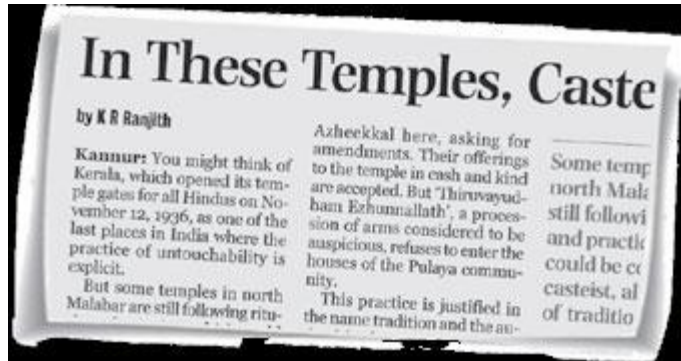 In These Temples, Caste
by K R Ranjith
Kannur: You might think of
Kerala, which opened its tem-
ple gates for all Hindus on No-
vember 12, 1936, as one of the
last places in India where the
practice of untouchability is
explicit.
But some temples in north
Malabar are still following ritu-
Azheekkal here, asking for
amendments. Their offerings
to the temple in cash and kind
are accepted. But 'Thiruvayud-
ham Ezhunnallath', a proces-
sion of arms considered to be
auspicious, refuses to enter the
houses of the Pulaya commu-
nity.
This practice is justified in
the name tradition and the au-
Some temp
north Mala
still followi
and practic
could be co
casteist, al
of traditio